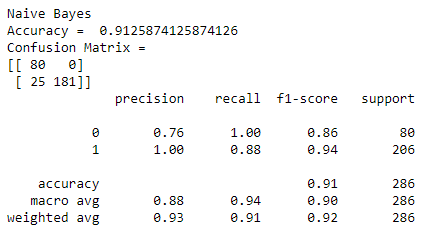 Naive Bayes
Accuracy =  0.9125874125874126
Confusion Matrix =
[[ 80   0]
 [ 25 181]]
              precision    recall  f1-score   support

           0       0.76      1.00      0.86        80
           1       1.00      0.88      0.94       206

    accuracy                           0.91       286
   macro avg       0.88      0.94      0.90       286
weighted avg       0.93      0.91      0.92       286